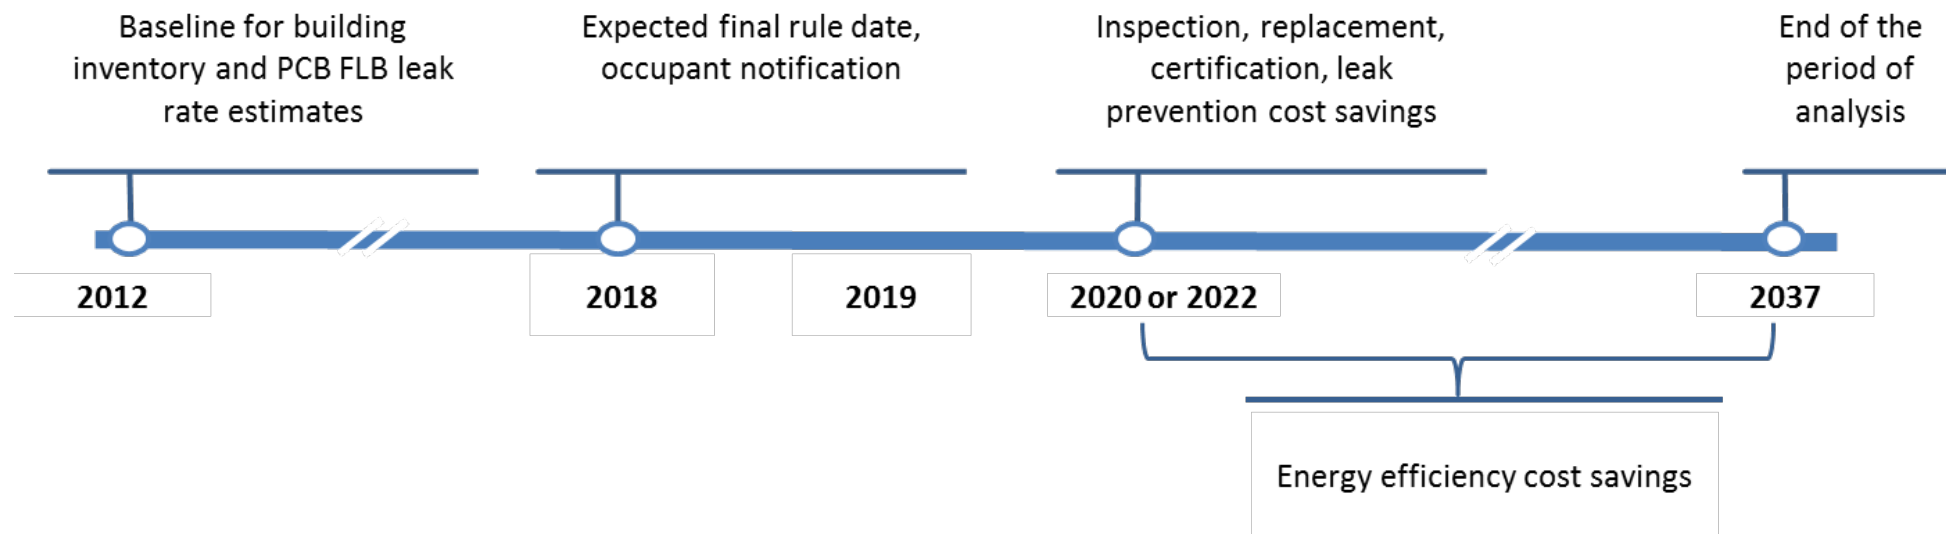 Baseline for building
inventory and PCB FLB leak
rate estimates
Expected final rule date,
occupant notification
Inspection, replacement,
certification, leak
prevention cost savings
End of the
period of
analysis
2012
2018
2019
2020 or 2022
2037
Energy efficiency cost savings